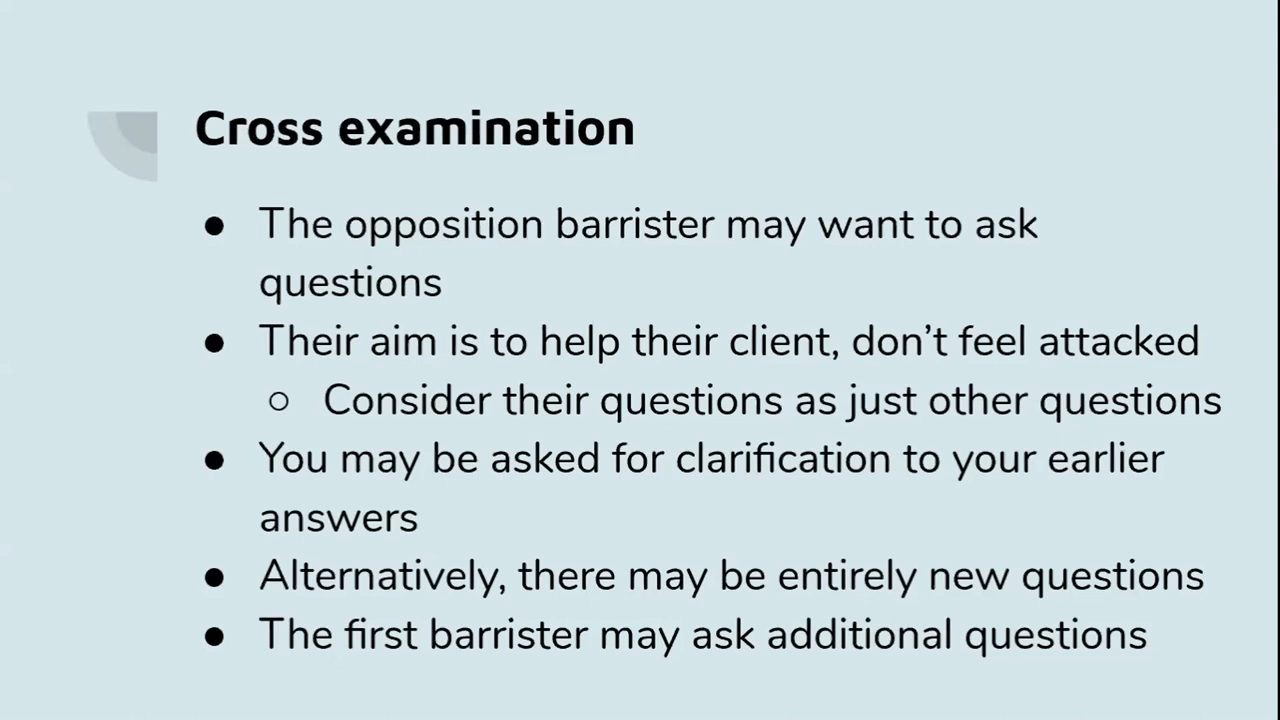 Cross examination
● The opposition barrister may want to ask
questions
● Their aim is to help their client, don’t feel attacked
○ Consider their questions as just other questions
● You may be asked for clarification to your earlier
answers
● Alternatively, there may be entirely new questions
● The first barrister may ask additional questions